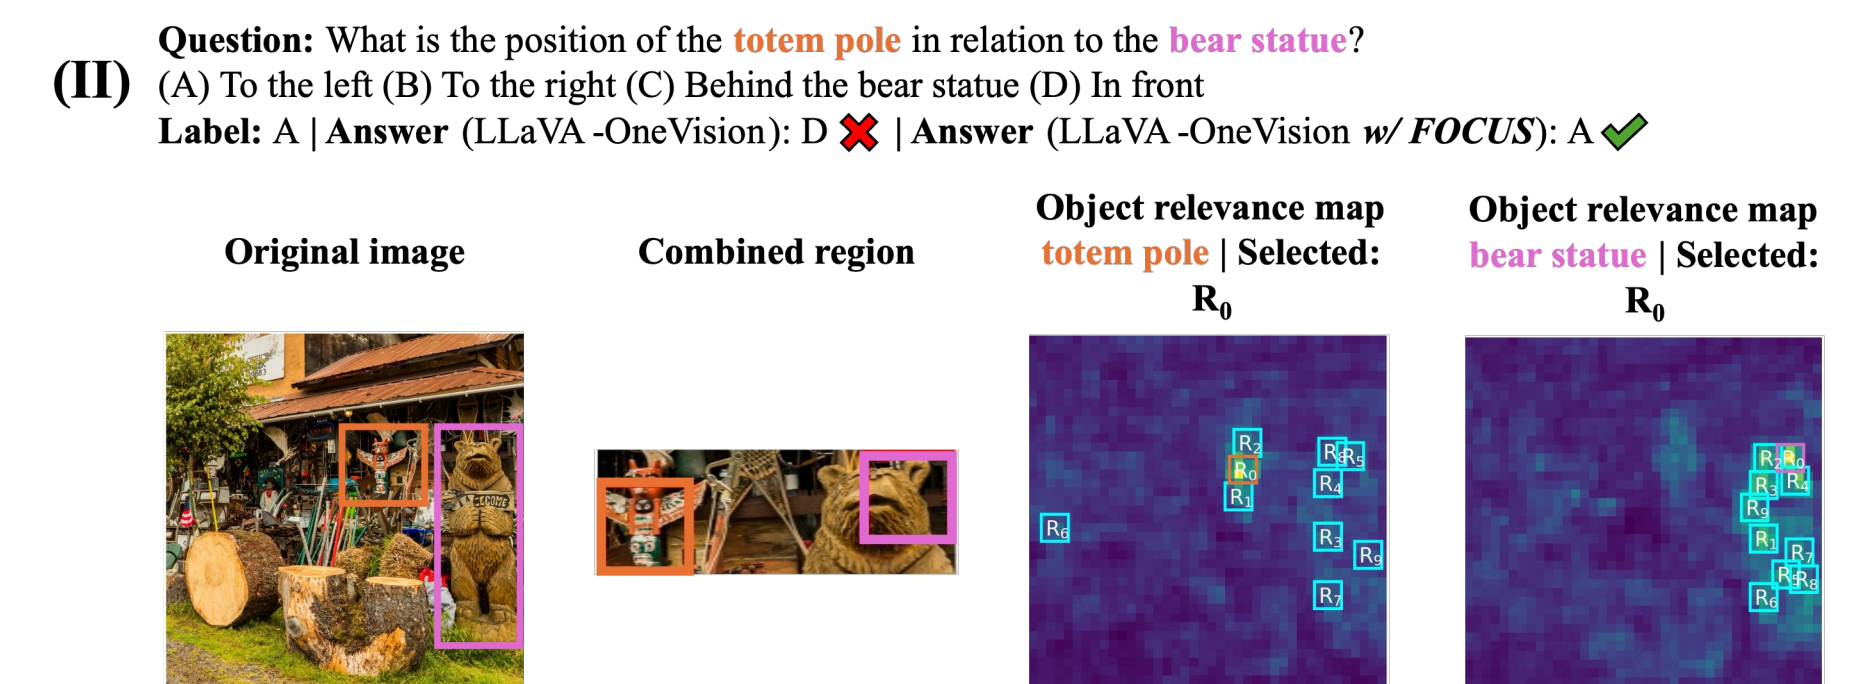 Question: What is the position of the totem pole in relation to the bear statue?
(II) (A) To the left (B) To the right (C) Behind the bear statue (D) In front
Label: A | Answer (LLaVA -OneVision): D ❌ | Answer (LLaVA -OneVision w/ FOCUS): A ✔
Original image
Combined region
Object relevance map
totem pole | Selected:
R0
Object relevance map
bear statue | Selected:
R0
WELCOME
R2
R0
R1
R6
R8
R5
R4
R3
R9
R7
R2
R0
R3
R4
R9
R1
R7
R5
R8
R6